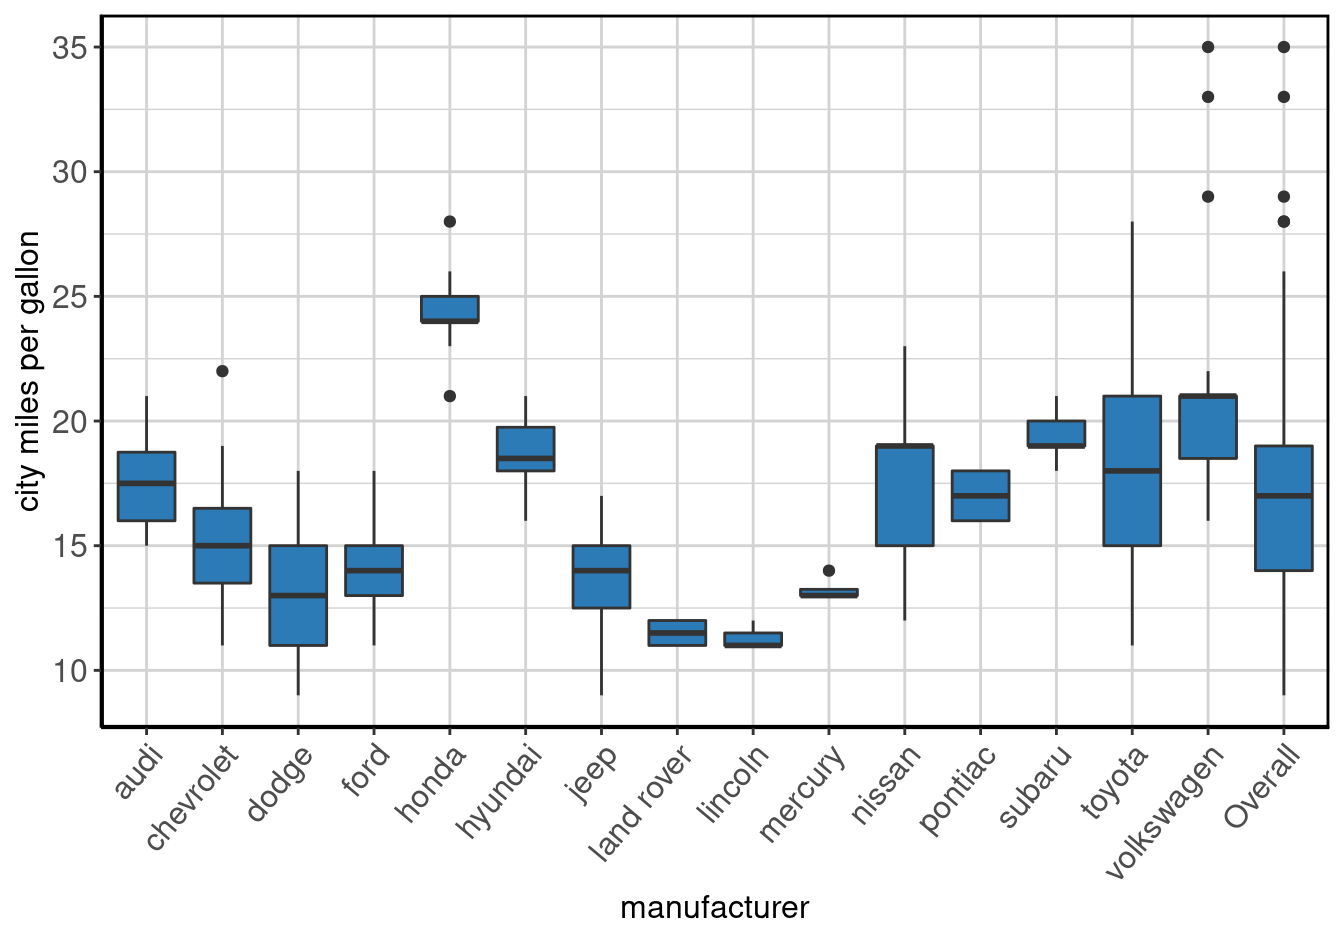 city miles per gallon
35
30
25
20
15
10
audi
chevrolet
dodge
ford
honda
hyundai
jeep
land rover
lincoln
mercury
nissan
pontiac
subaru
toyota
volkswagen
Overall
manufacturer